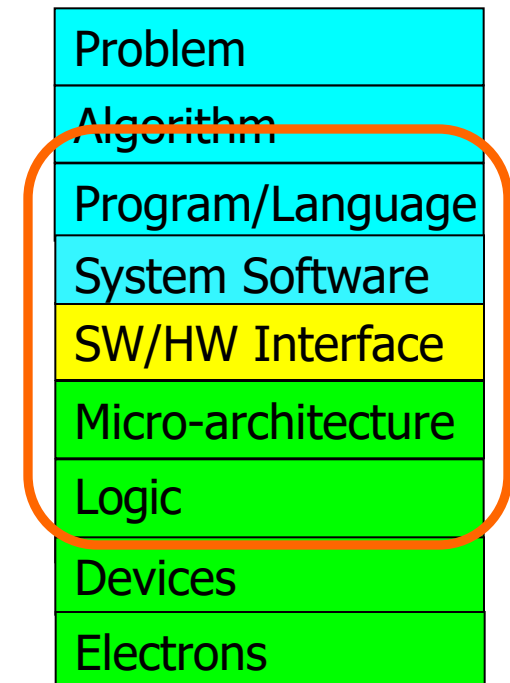 Problem
Algorithm
Program/Language
System Software
SW/HW Interface
Micro-architecture
Logic
Devices
Electrons